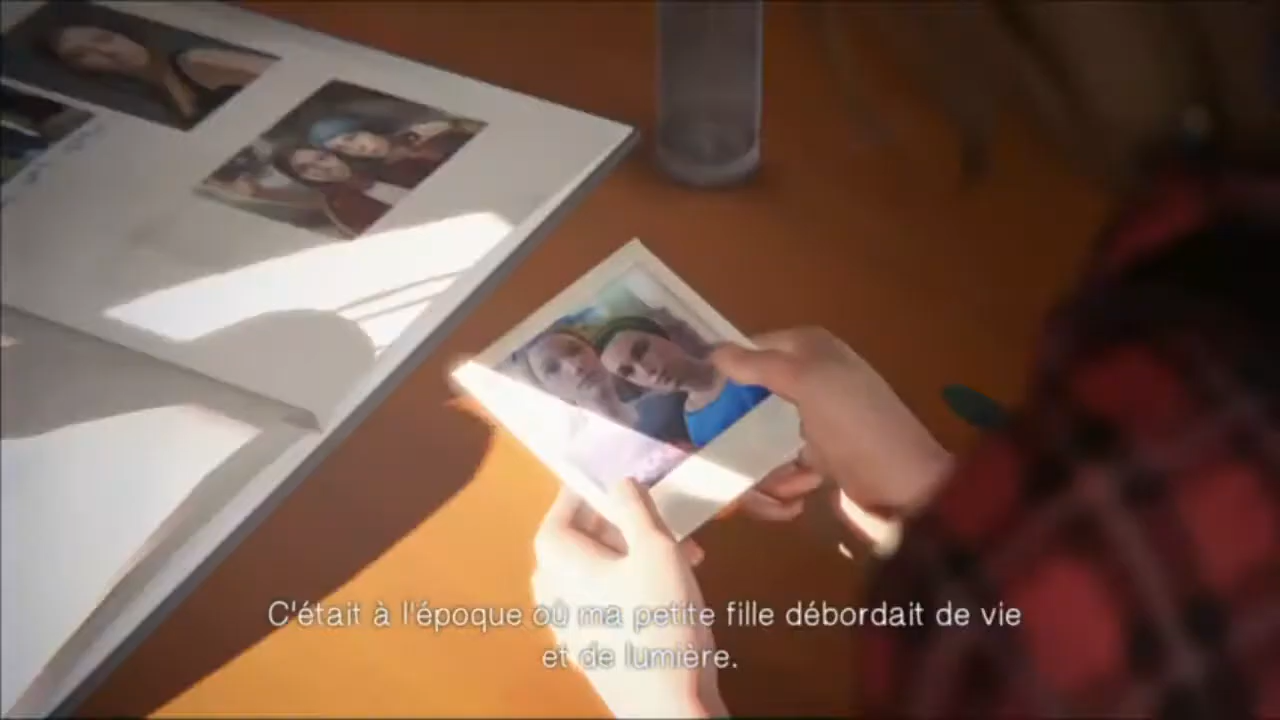 C'était à l'époque où ma petite fille débordait de vie
et de lumière.